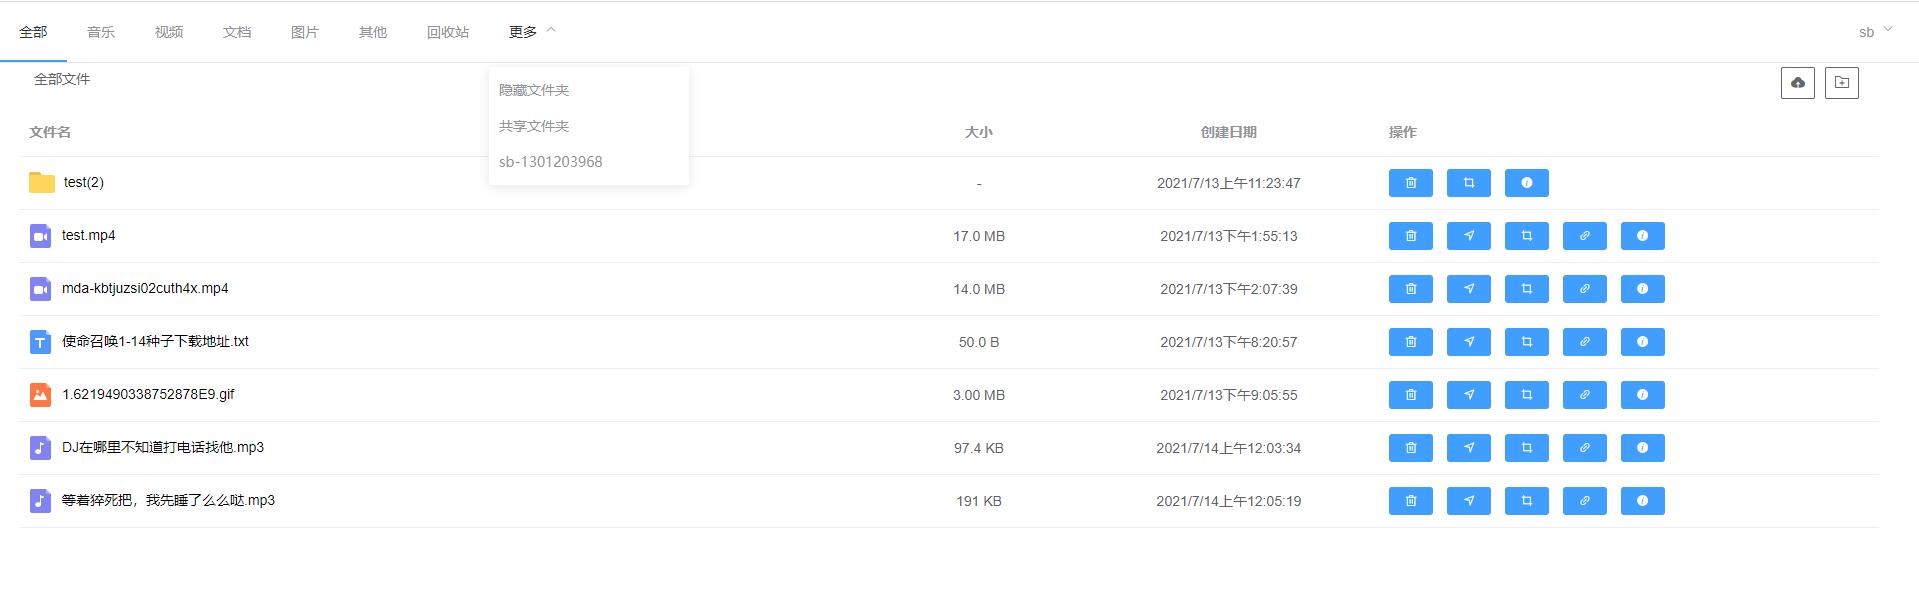 全部 音乐 视频 文档 图片 其他 回收站 更多 sb
全部文件
隐藏文件夹
共享文件夹
sb-1301203968
文件名 大小 创建日期 操作
test(2) - 2021/7/13上午11:23:47
test.mp4 17.0 MB 2021/7/13下午1:55:13
mda-kbtjuzsi02cuth4x.mp4 14.0 MB 2021/7/13下午2:07:39
使命召唤1-14种子下载地址.txt 50.0 B 2021/7/13下午8:20:57
1.6219490338752878E9.gif 3.00 MB 2021/7/13下午9:05:55
DJ在哪里不知道打电话找他.mp3 97.4 KB 2021/7/14上午12:03:34
等着猝死把，我先睡了么么哒.mp3 191 KB 2021/7/14上午12:05:19